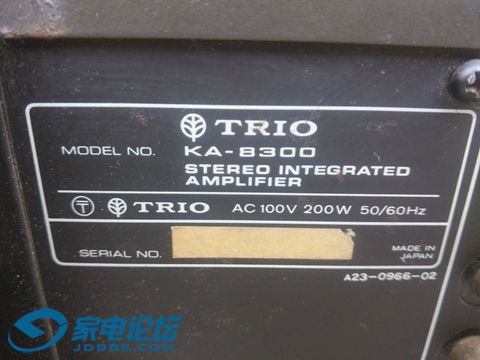 TRIO
MODEL NO. KA-8300
STEREO INTEGRATED
AMPLIFIER
T TRIO AC 100V 200W 50/60Hz
SERIAL NO.
MADE IN
JAPAN
A23-0966-02
家电论坛
JDBBS.COM